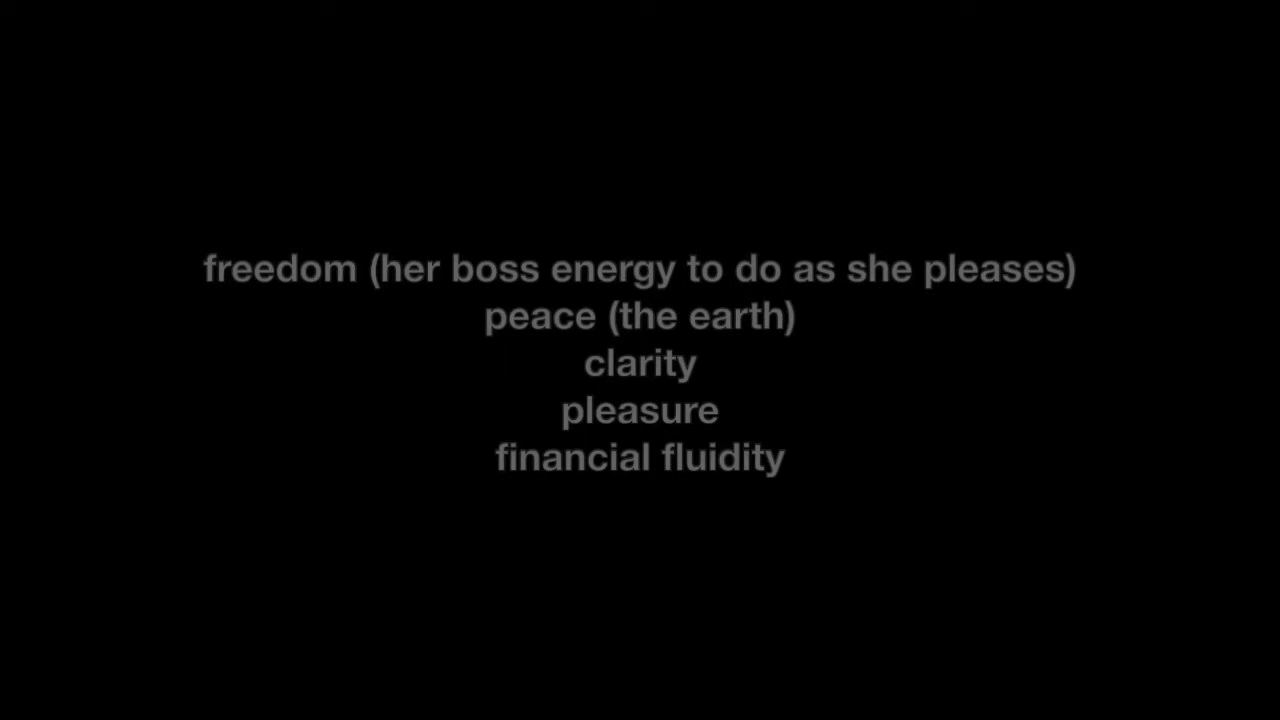 freedom (her boss energy to do as she pleases)
peace (the earth)
clarity
pleasure
financial fluidity